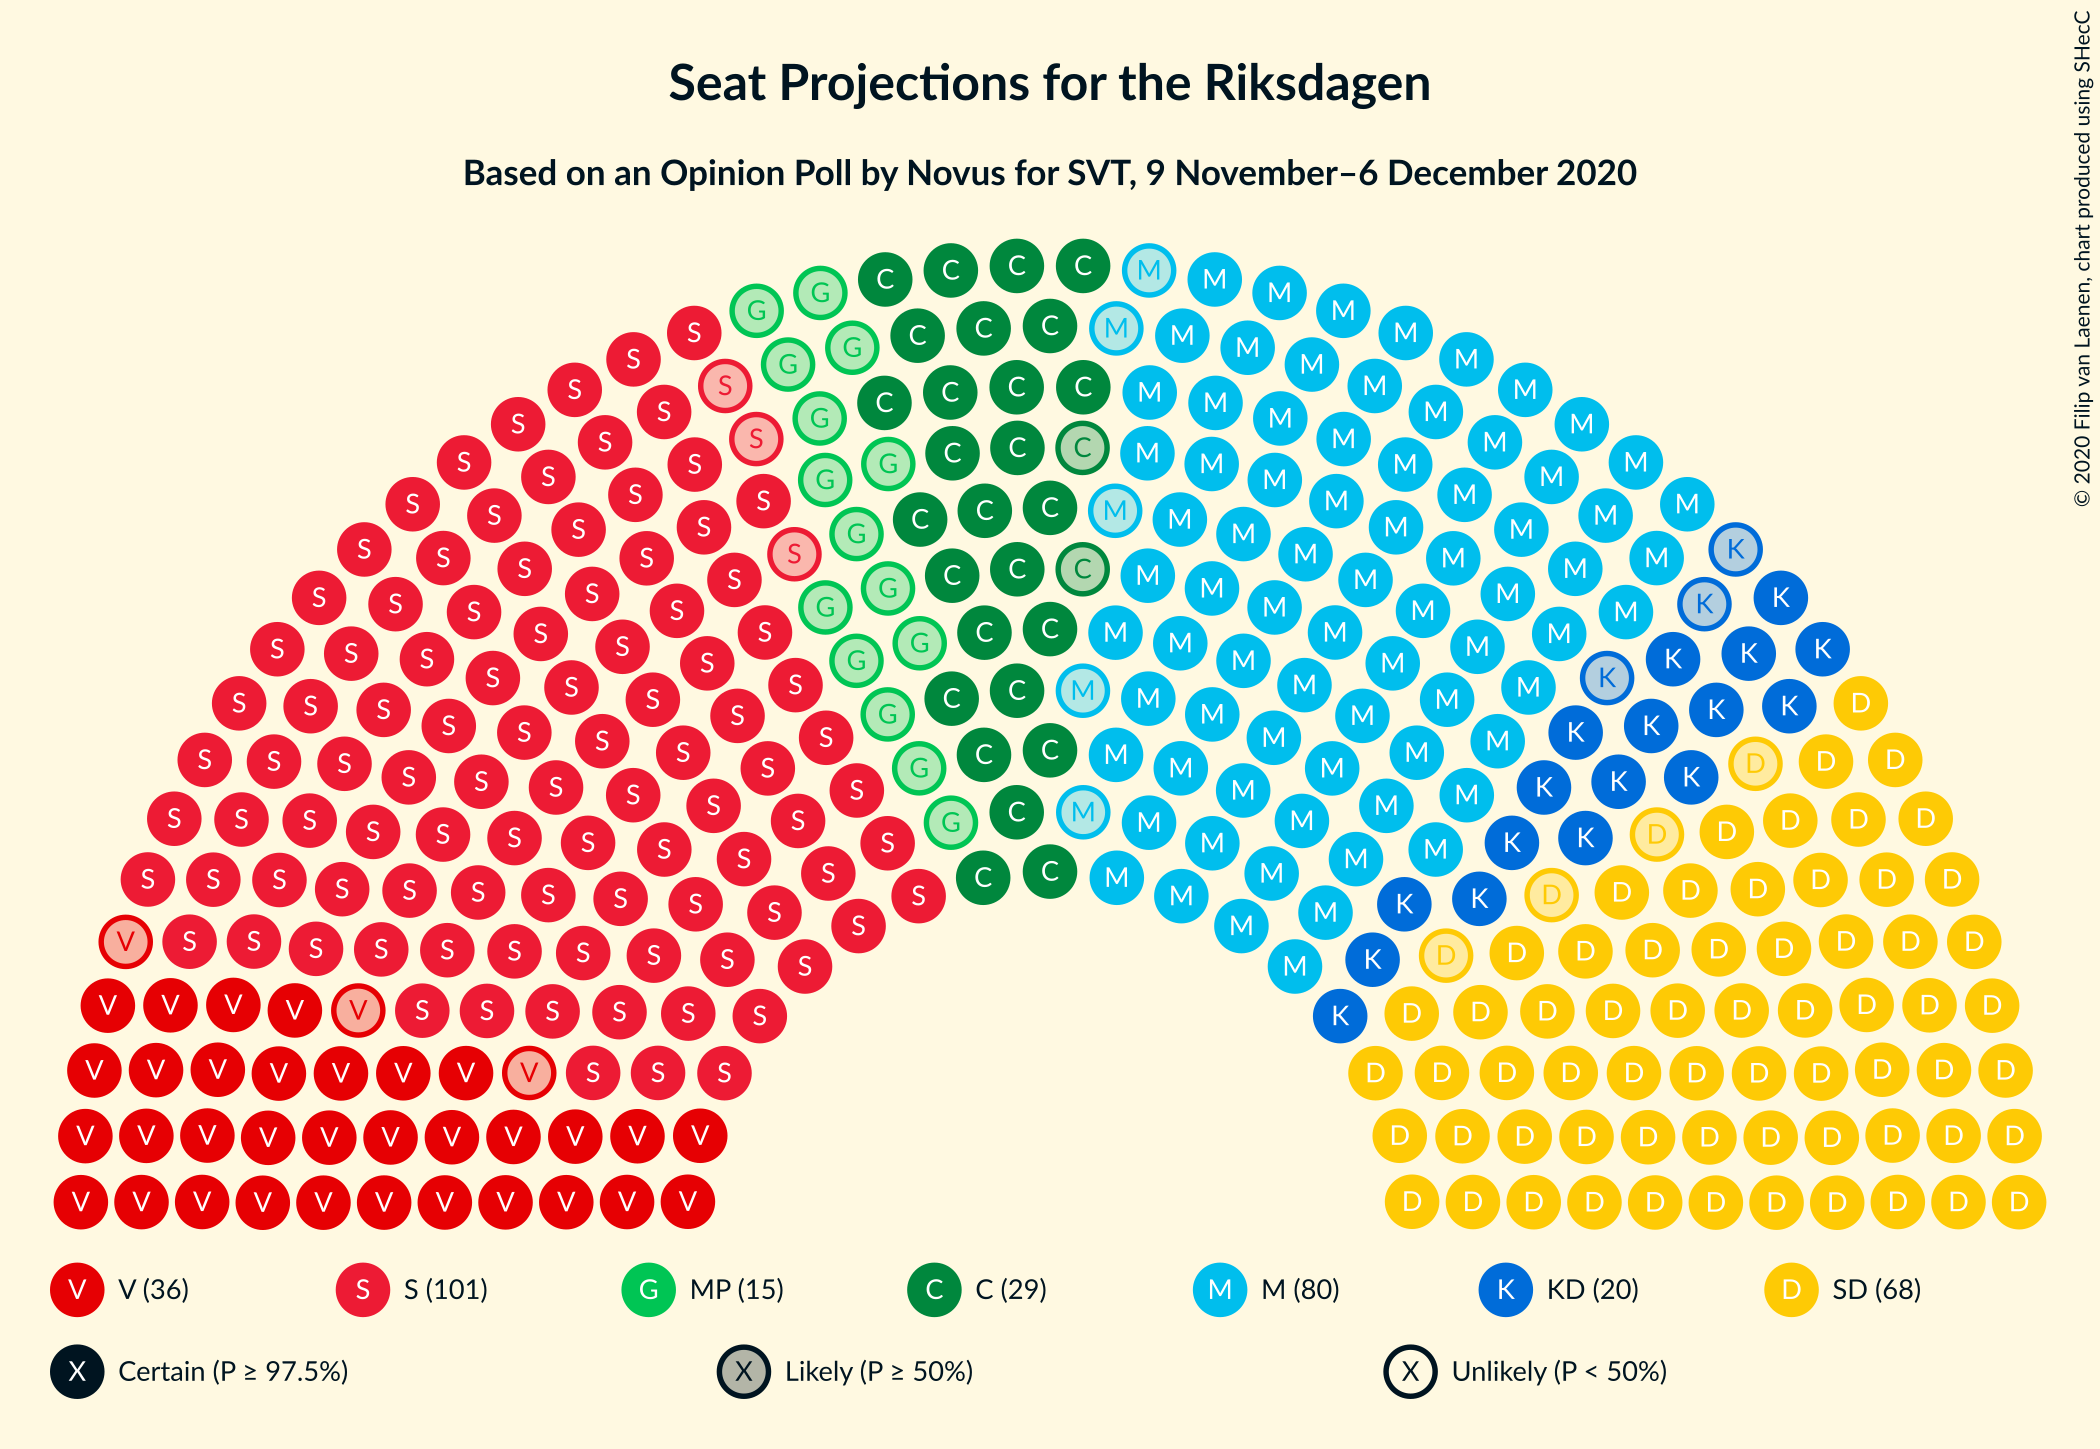 Seat Projections for the Riksdagen
Based on an Opinion Poll by Novus for SVT, 9 November–6 December 2020
© 2020 Filip van Laenen, chart produced using SHecC
V V (36) S S (101) G MP (15) C C (29) M M (80) K KD (20) D SD (68)
X Certain (P ≥ 97.5%) X Likely (P ≥ 50%) X Unlikely (P < 50%)